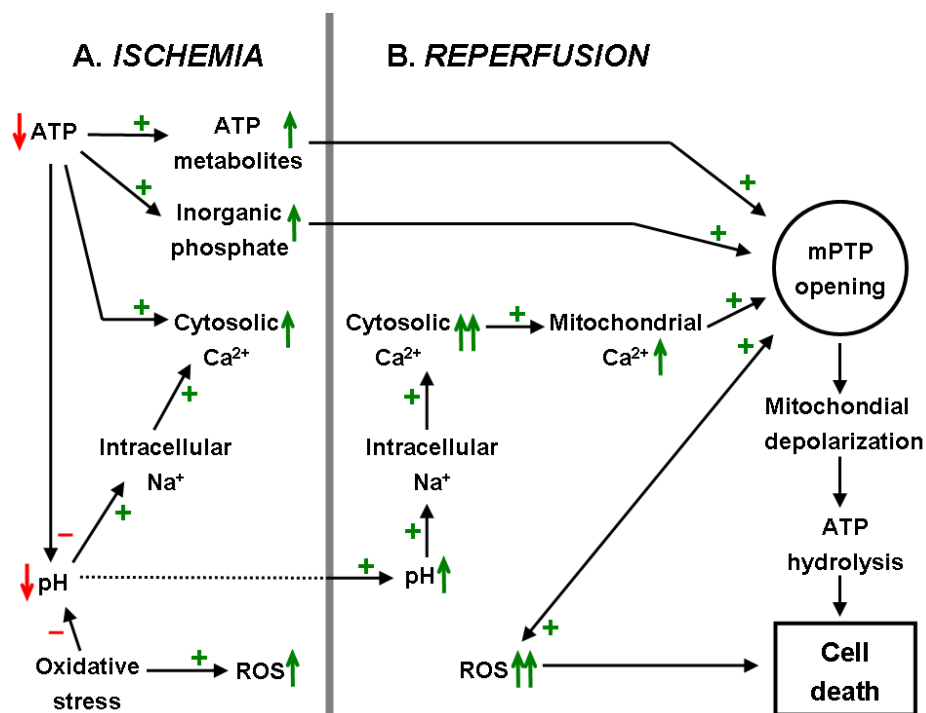 A. ISCHEMIA
B. REPERFUSION
ATP
+
ATP
metabolites
+
+
Inorganic
phosphate
+
mPTP
opening
+
Cytosolic
Ca²⁺
Cytosolic
Ca²⁺
+
Mitochondrial
Ca²⁺
+
+
+
+
Mitochondial
depolarization
Intracellular
Na⁺
Intracellular
Na⁺
+
+
ATP
hydrolysis
−
pH
+
pH
−
+
Oxidative
stress
+
ROS
ROS
Cell
death